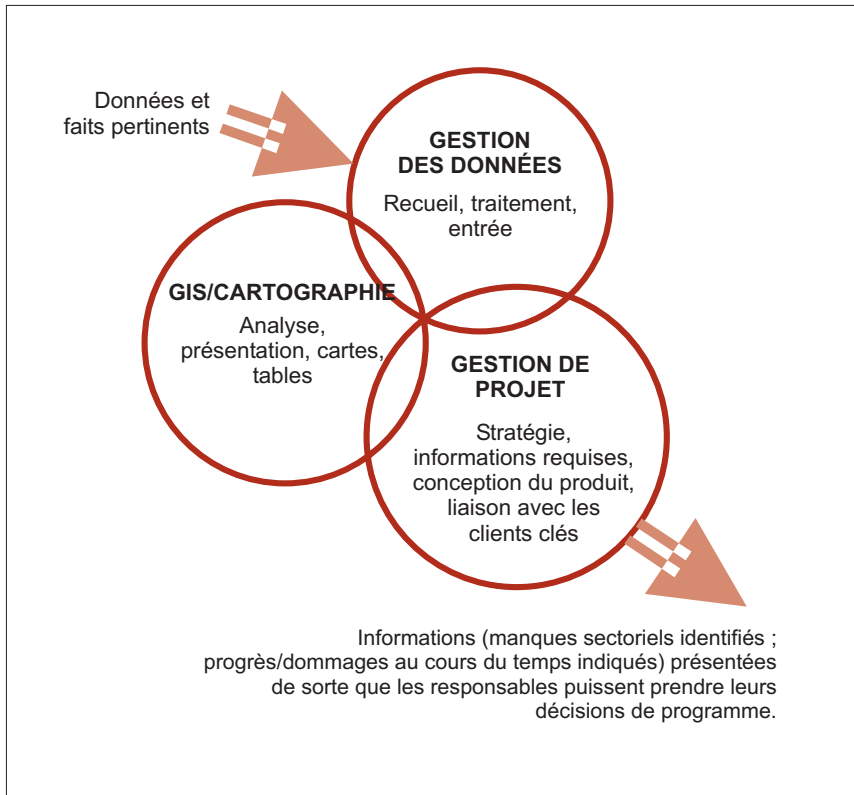 Données et
faits pertinents
GESTION
DES DONNÉES
Recueil, traitement,
entrée
GIS/CARTOGRAPHIE
Analyse,
présentation, cartes,
tables
GESTION DE
PROJET
Stratégie,
informations requises,
conception du produit,
liaison avec les
clients clés
Informations (manques sectoriels identifiés ;
progrès/dommages au cours du temps indiqués) présentées
de sorte que les responsables puissent prendre leurs
décisions de programme.